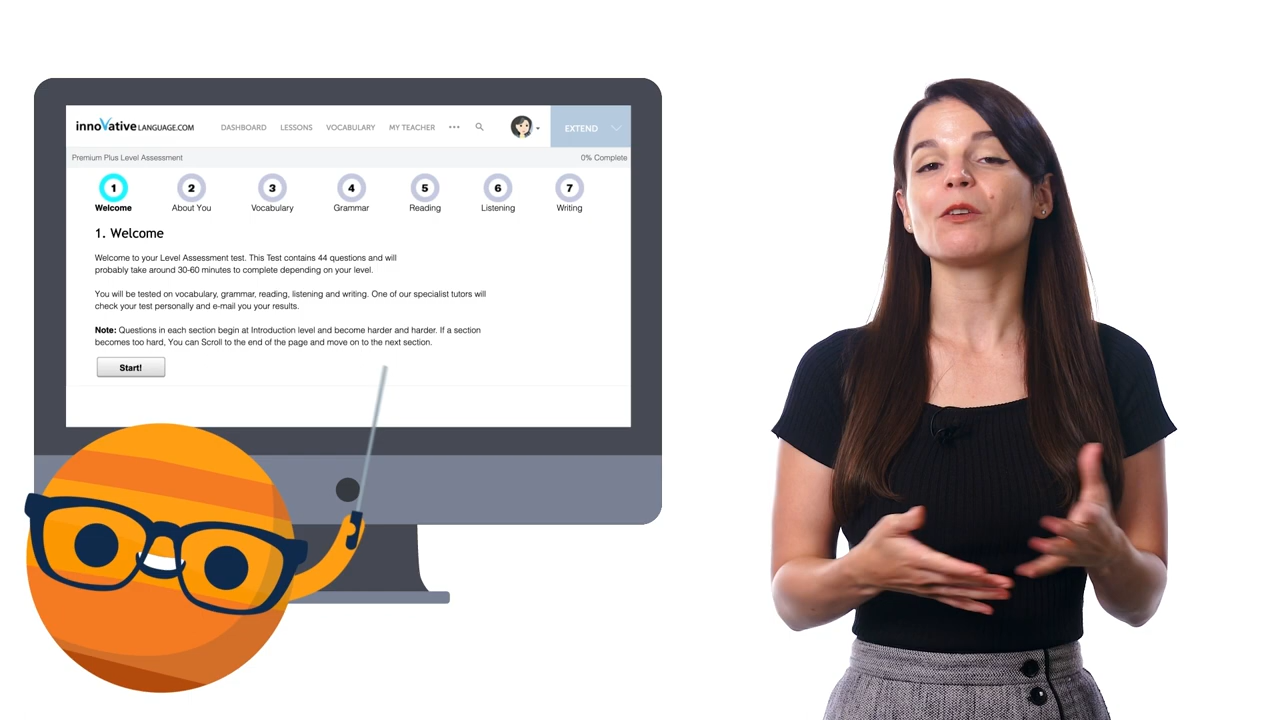 innoVative LANGUAGE.COM DASHBOARD LESSONS VOCABULARY MY TEACHER ••• EXTEND
Premium Plus Level Assessment 0% Complete
1 2 3 4 5 6 7
Welcome About You Vocabulary Grammar Reading Listening Writing
1. Welcome
Welcome to your Level Assessment test. This Test contains 44 questions and will
probably take around 30-60 minutes to complete depending on your level.
You will be tested on vocabulary, grammar, reading, listening and writing. One of our specialist tutors will
check your test personally and e-mail you your results.
Note: Questions in each section begin at Introduction level and become harder and harder. If a section
becomes too hard, You can Scroll to the end of the page and move on to the next section.
Start!